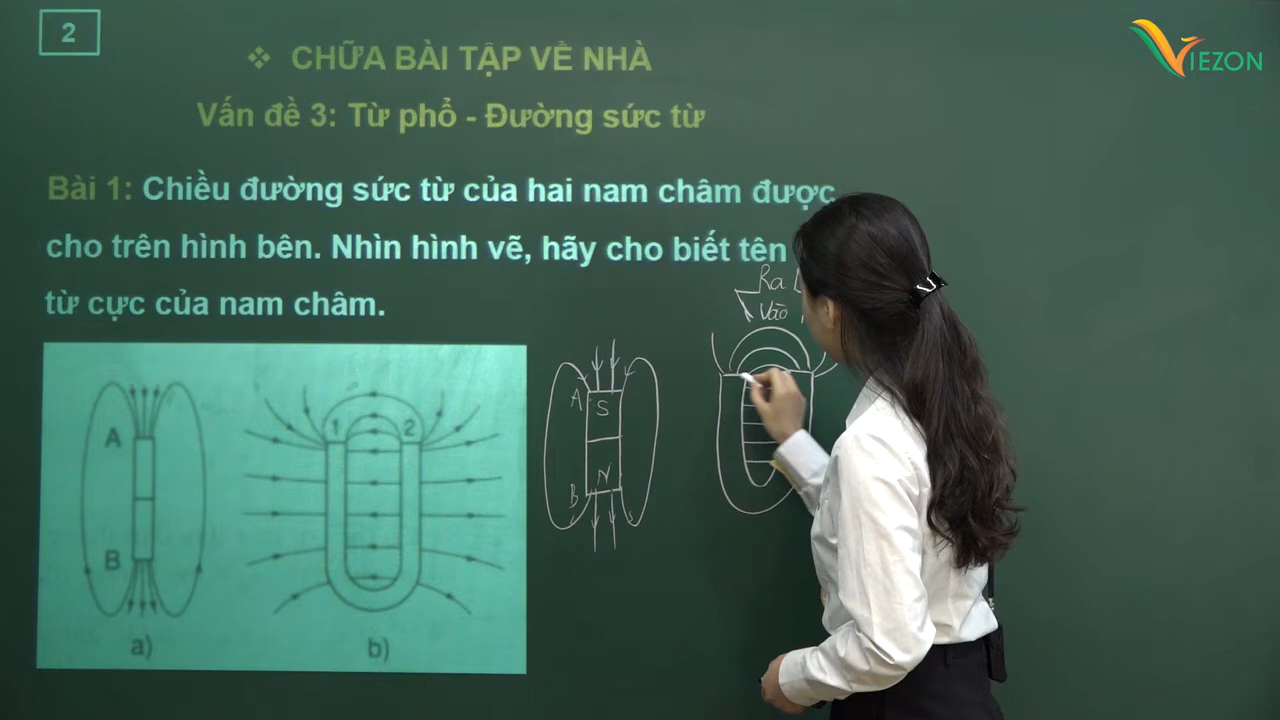 2
VIEZON
❖ CHỮA BÀI TẬP VỀ NHÀ
Vấn đề 3: Từ phổ - Đường sức từ
Bài 1: Chiều đường sức từ của hai nam châm được
cho trên hình bên. Nhìn hình vẽ, hãy cho biết tên
từ cực của nam châm.
Ra
Vào
A
S
N
B
A
1 2
B
a) b)